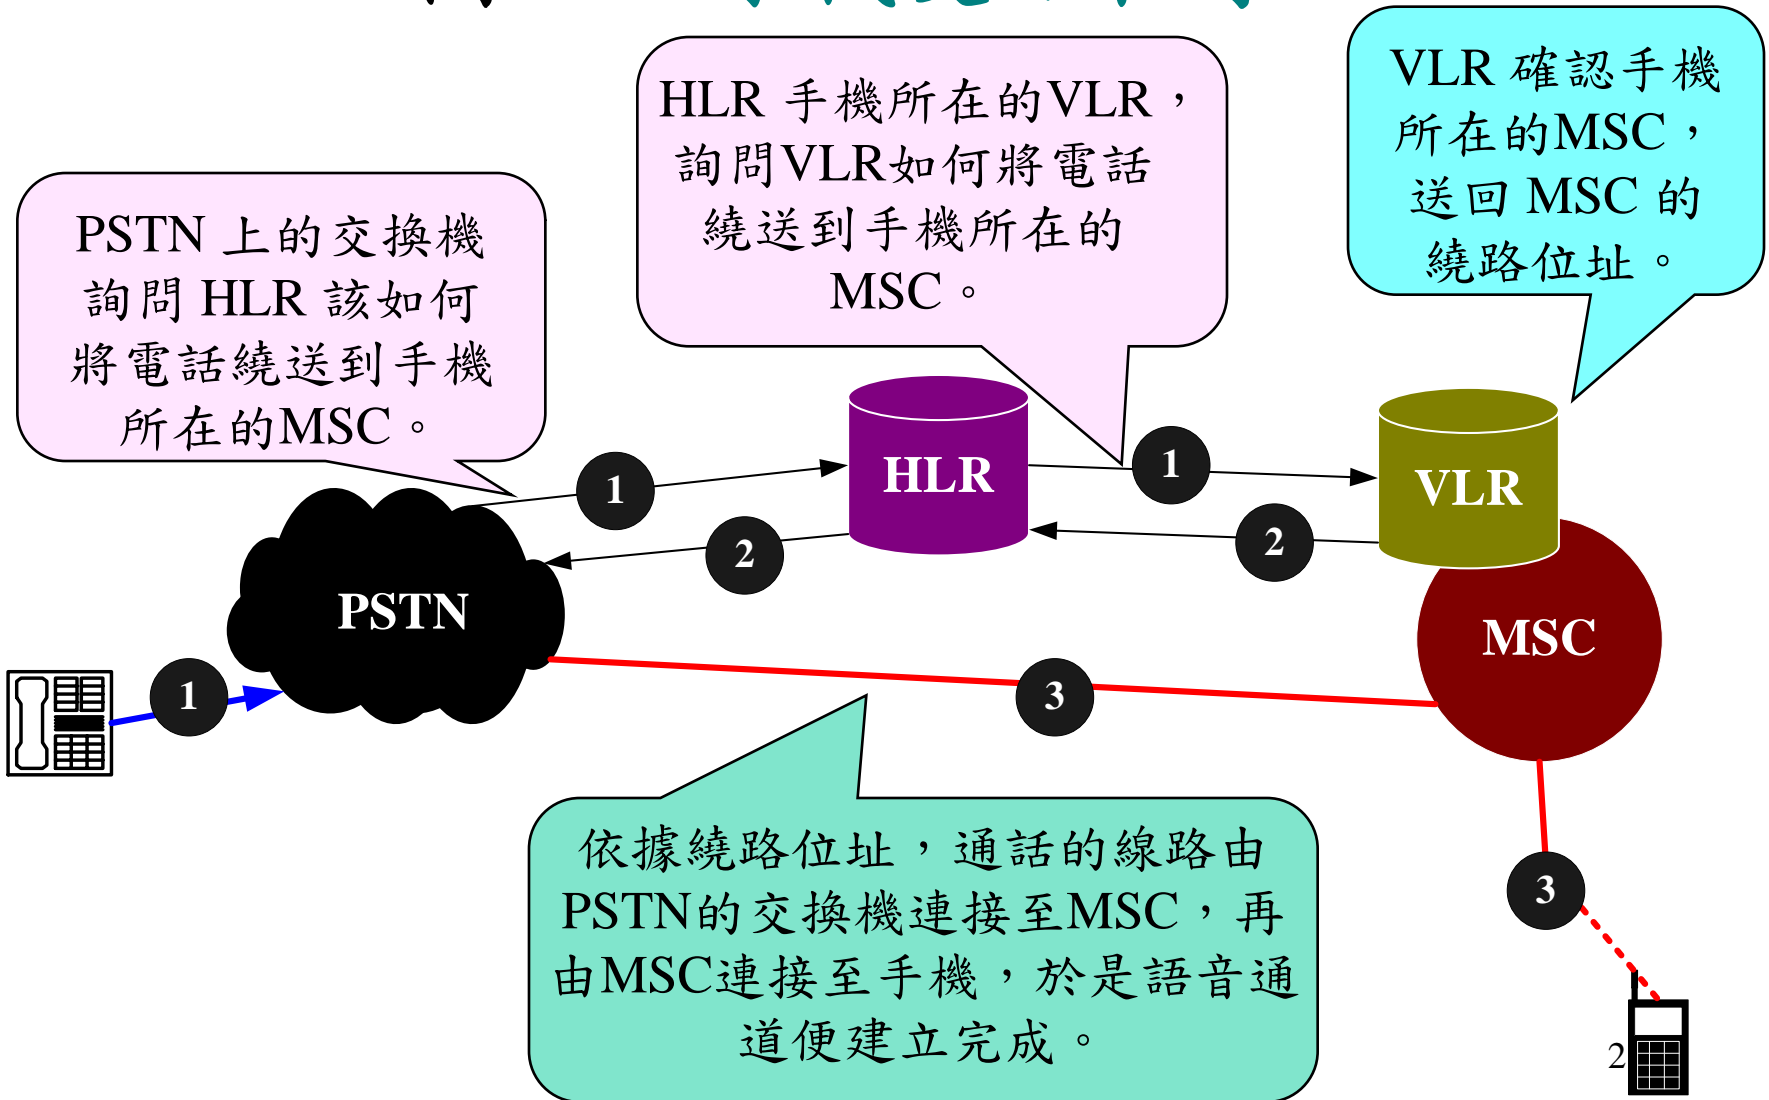 HLR 手機所在的VLR，
詢問VLR如何將電話
繞送到手機所在的
MSC。
VLR 確認手機
所在的MSC，
送回 MSC 的
繞路位址。
PSTN 上的交換機
詢問 HLR 該如何
將電話繞送到手機
所在的MSC。
HLR
VLR
1
1
2
2
PSTN
MSC
1
3
依據繞路位址，通話的線路由
PSTN的交換機連接至MSC，再
由MSC連接至手機，於是語音通
道便建立完成。
3
2